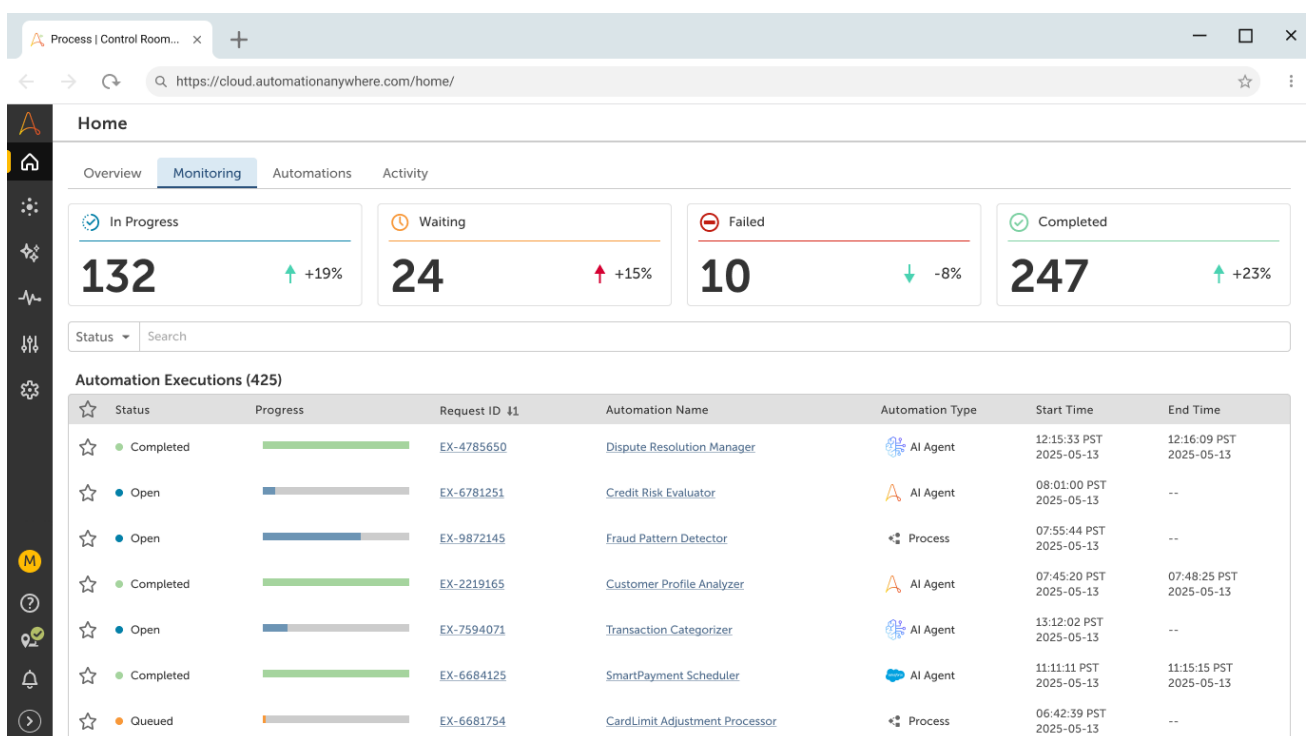 Process | Control Room...
https://cloud.automationanywhere.com/home/
Home
Overview Monitoring Automations Activity
In Progress
132 +19%
Waiting
24 +15%
Failed
10 -8%
Completed
247 +23%
Status Search
Automation Executions (425)
Status Progress Request ID Automation Name Automation Type Start Time End Time
Completed EX-4785650 Dispute Resolution Manager AI Agent 12:15:33 PST 12:16:09 PST
2025-05-13 2025-05-13
Open EX-6781251 Credit Risk Evaluator AI Agent 08:01:00 PST --
2025-05-13
Open EX-9872145 Fraud Pattern Detector Process 07:55:44 PST --
2025-05-13
Completed EX-2219165 Customer Profile Analyzer AI Agent 07:45:20 PST 07:48:25 PST
2025-05-13 2025-05-13
Open EX-7594071 Transaction Categorizer AI Agent 13:12:02 PST --
2025-05-13
Completed EX-6684125 SmartPayment Scheduler AI Agent 11:11:11 PST 11:15:15 PST
2025-05-13 2025-05-13
Queued EX-6681754 CardLimit Adjustment Processor Process 06:42:39 PST --
2025-05-13
M